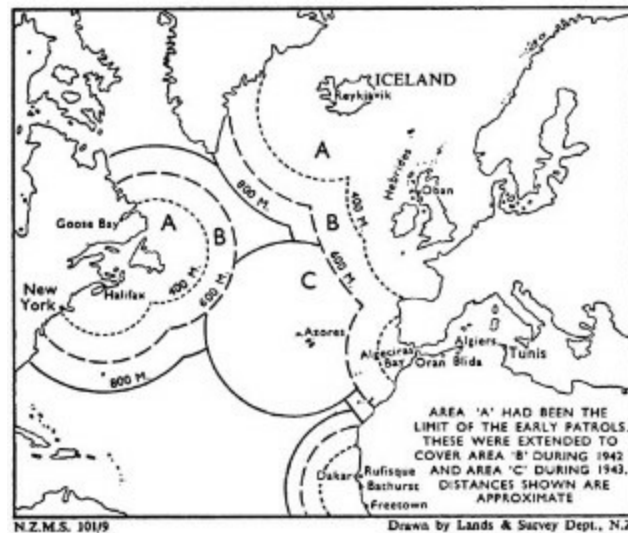 ICELAND
Reykjavik
A
Hebrides
Oban
800 M.
400 M.
Goose Bay
A
B
B
600 M.
C
New York
Halifax
400 M.
600 M.
Azores
800 M.
Algeciras Bay
Oran
Algiers
Blida
Tunis
AREA 'A' HAD BEEN THE
LIMIT OF THE EARLY PATROLS.
THESE WERE EXTENDED TO
COVER AREA 'B' DURING 1942
AND AREA 'C' DURING 1943.
DISTANCES SHOWN ARE
APPROXIMATE
Dakar
Rufisque
Bathurst
Freetown
N.Z.M.S. 101/9
Drawn by Lands & Survey Dept., N.Z